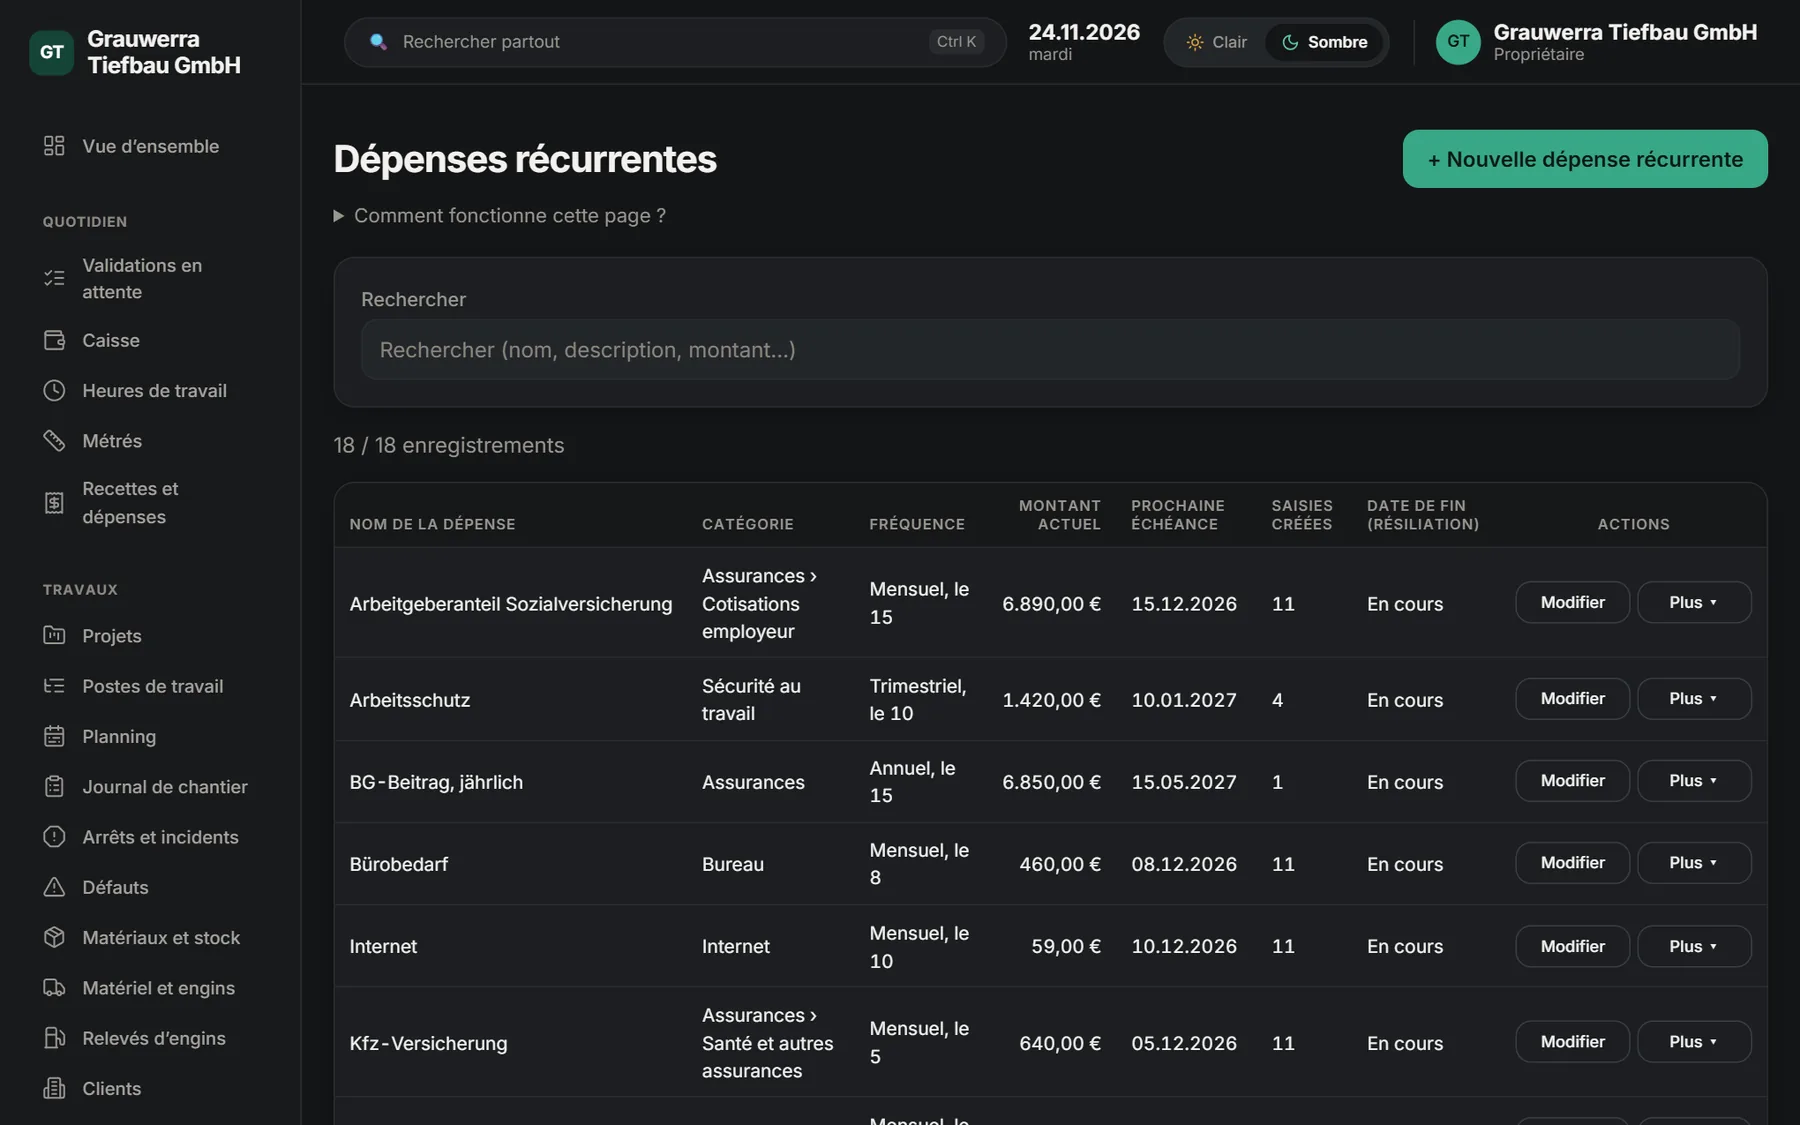 GT
Grauwerra
Tiefbau GmbH
Vue d’ensemble
QUOTIDIEN
Validations en
attente
Caisse
Heures de travail
Métrés
Recettes et
dépenses
TRAVAUX
Projets
Postes de travail
Planning
Journal de chantier
Arrêts et incidents
Défauts
Matériaux et stock
Matériel et engins
Relevés d’engins
Clients
Rechercher partout
Ctrl K
24.11.2026
mardi
Clair
Sombre
GT
Grauwerra Tiefbau GmbH
Propriétaire
Dépenses récurrentes
+ Nouvelle dépense récurrente
Comment fonctionne cette page ?
Rechercher
Rechercher (nom, description, montant...)
18 / 18 enregistrements
NOM DE LA DÉPENSE CATÉGORIE FRÉQUENCE MONTANT ACTUEL PROCHAINE ÉCHÉANCE SAISIES CRÉÉES DATE DE FIN (RÉSILIATION) ACTIONS
Arbeitgeberanteil Sozialversicherung Assurances › Cotisations employeur Mensuel, le 15 6.890,00 € 15.12.2026 11 En cours Modifier Plus ▾
Arbeitsschutz Sécurité au travail Trimestriel, le 10 1.420,00 € 10.01.2027 4 En cours Modifier Plus ▾
BG-Beitrag, jährlich Assurances Annuel, le 15 6.850,00 € 15.05.2027 1 En cours Modifier Plus ▾
Bürobedarf Bureau Mensuel, le 8 460,00 € 08.12.2026 11 En cours Modifier Plus ▾
Internet Internet Mensuel, le 10 59,00 € 10.12.2026 11 En cours Modifier Plus ▾
Kfz-Versicherung Assurances › Santé et autres assurances Mensuel, le 5 640,00 € 05.12.2026 11 En cours Modifier Plus ▾
Mensuel, le